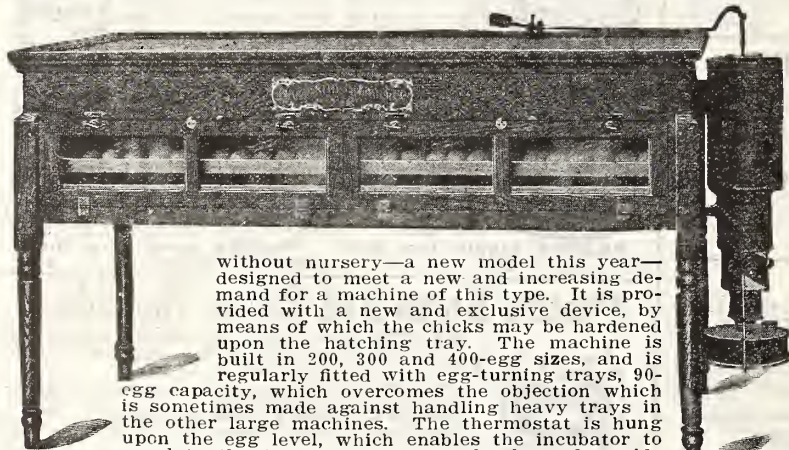 without nursery—a new model this year—
designed to meet a new and increasing de-
mand for a machine of this type. It is pro-
vided with a new and exclusive device, by
means of which the chicks may be hardened
upon the hatching tray. The machine is
built in 200, 300 and 400-egg sizes, and is
regularly fitted with egg-turning trays, 90-
egg capacity, which overcomes the objection which
is sometimes made against handling heavy trays in
the other large machines. The thermostat is hung
upon the egg level, which enables the incubator to